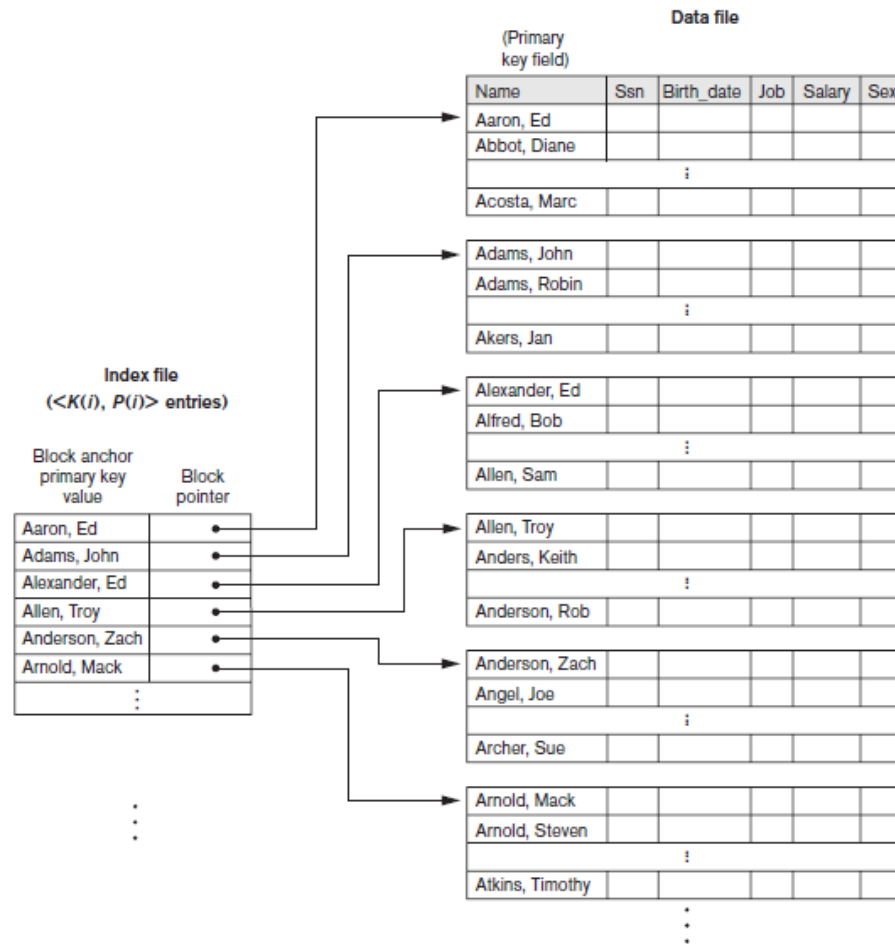 Data file
(Primary
key field)
Name Ssn Birth_date Job Salary Sex
Aaron, Ed
Abbot, Diane
⋮
Acosta, Marc
Adams, John
Adams, Robin
⋮
Akers, Jan
Alexander, Ed
Alfred, Bob
⋮
Allen, Sam
Allen, Troy
Anders, Keith
⋮
Anderson, Rob
Anderson, Zach
Angel, Joe
⋮
Archer, Sue
Arnold, Mack
Arnold, Steven
⋮
Atkins, Timothy
⋮
Index file
(<K(i), P(i)> entries)
Block anchor
primary key
value
Block
pointer
Aaron, Ed
Adams, John
Alexander, Ed
Allen, Troy
Anderson, Zach
Arnold, Mack
⋮
⋮